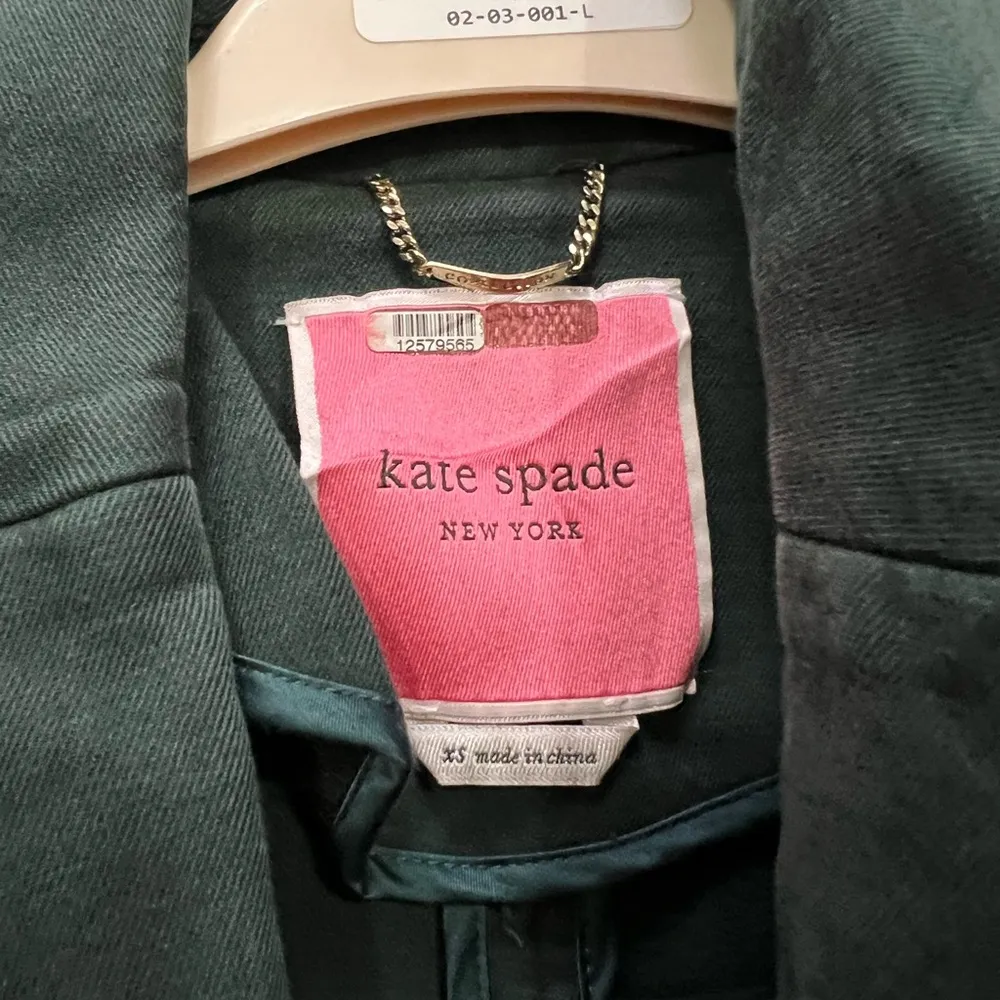 02-03-001-L
12579565
kate spade
NEW YORK
xS made in china